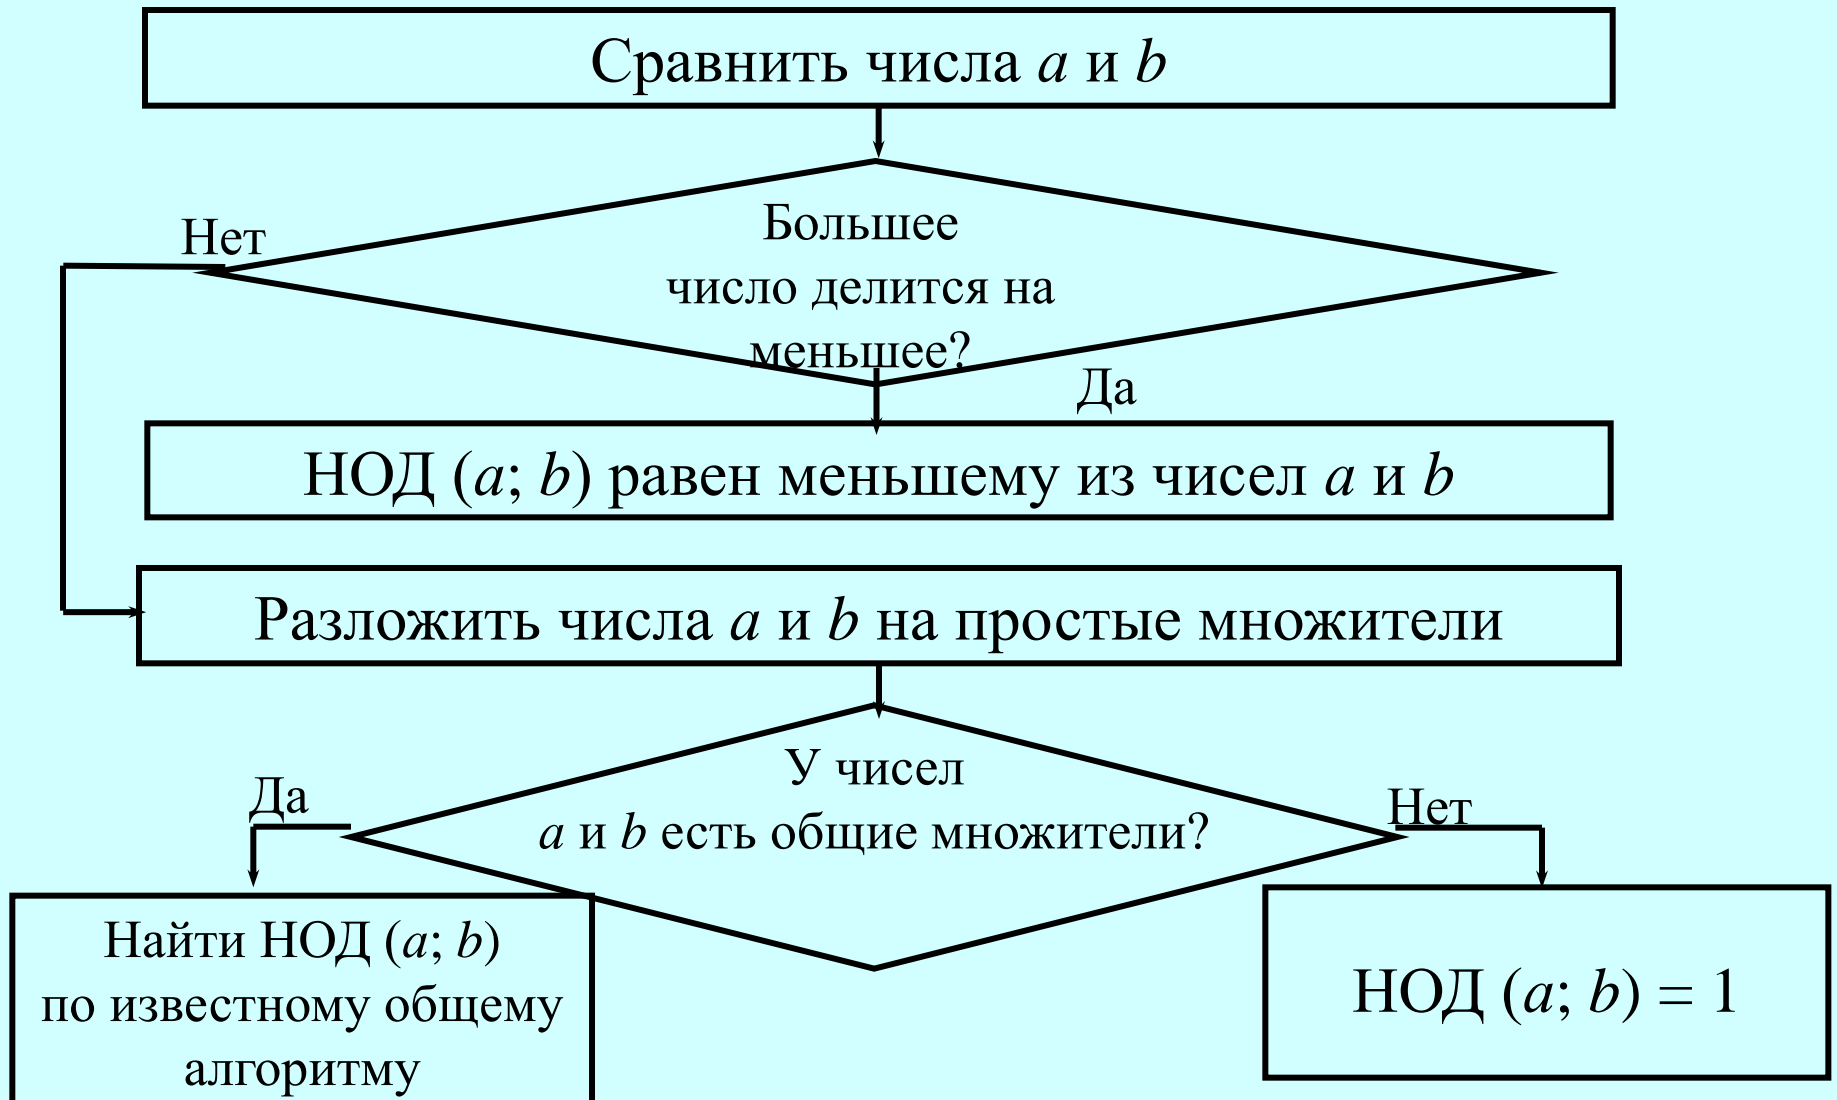 Сравнить числа a и b
Нет
Большее
число делится на
меньшее?
Да
НОД (a; b) равен меньшему из чисел a и b
Разложить числа a и b на простые множители
У чисел
a и b есть общие множители?
Да
Нет
Найти НОД (a; b)
по известному общему
алгоритму
НОД (a; b) = 1